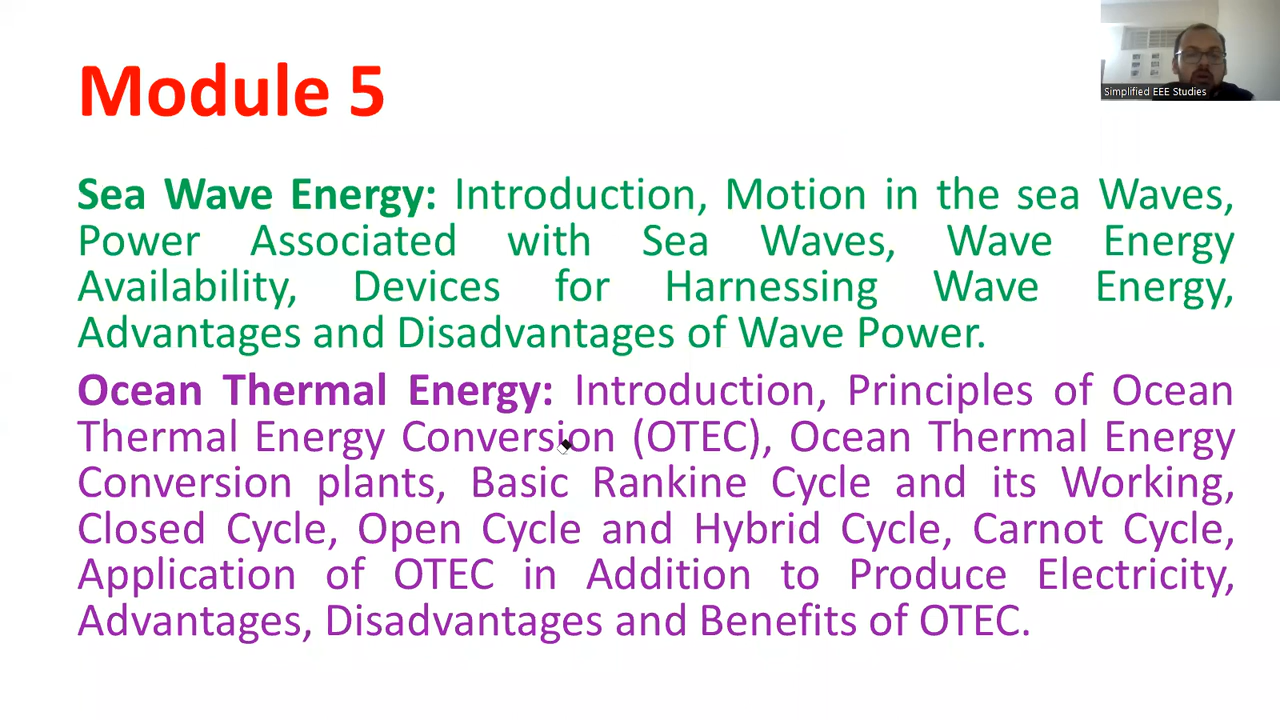 Module 5
Simplified EEE Studies
Sea Wave Energy: Introduction, Motion in the sea Waves,
Power Associated with Sea Waves, Wave Energy
Availability, Devices for Harnessing Wave Energy,
Advantages and Disadvantages of Wave Power.
Ocean Thermal Energy: Introduction, Principles of Ocean
Thermal Energy Conversion (OTEC), Ocean Thermal Energy
Conversion plants, Basic Rankine Cycle and its Working,
Closed Cycle, Open Cycle and Hybrid Cycle, Carnot Cycle,
Application of OTEC in Addition to Produce Electricity,
Advantages, Disadvantages and Benefits of OTEC.